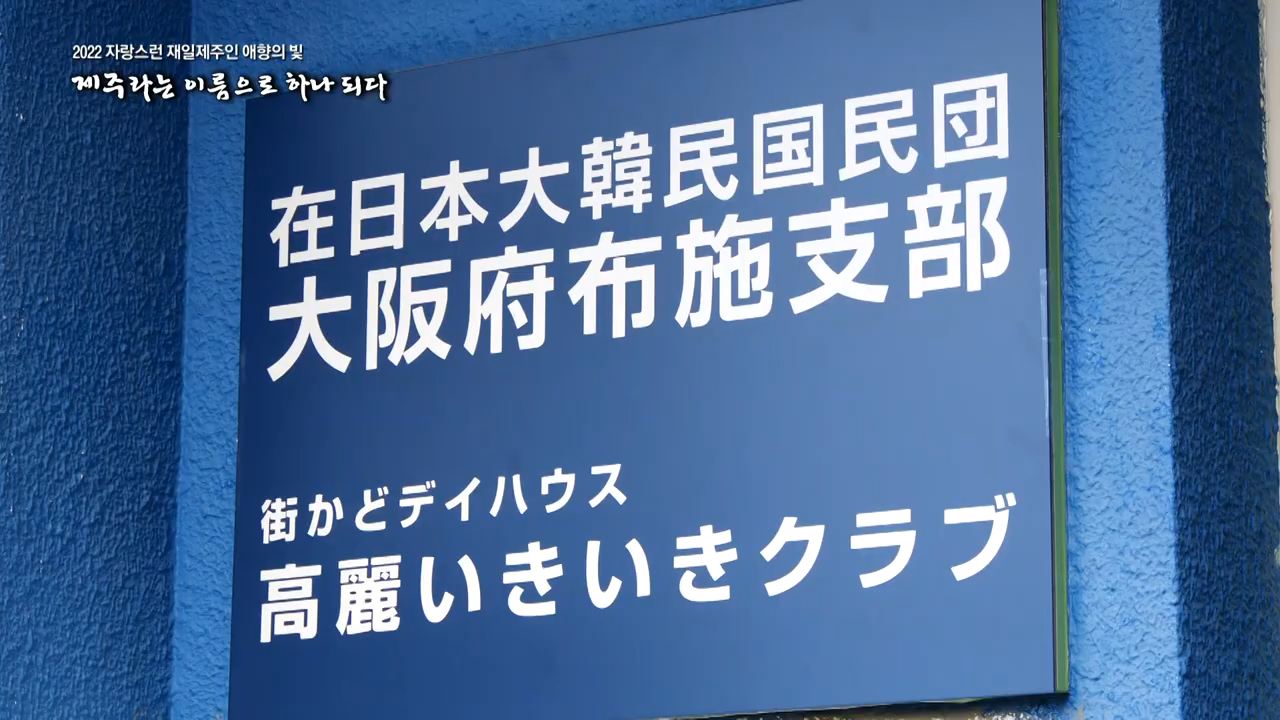 2022 자랑스런 재일제주인 애향의 빛
제주라는 이름으로 하나 되다
在日本大韓民国民団
大阪府布施支部
街かどデイハウス
高麗いきいきクラブ